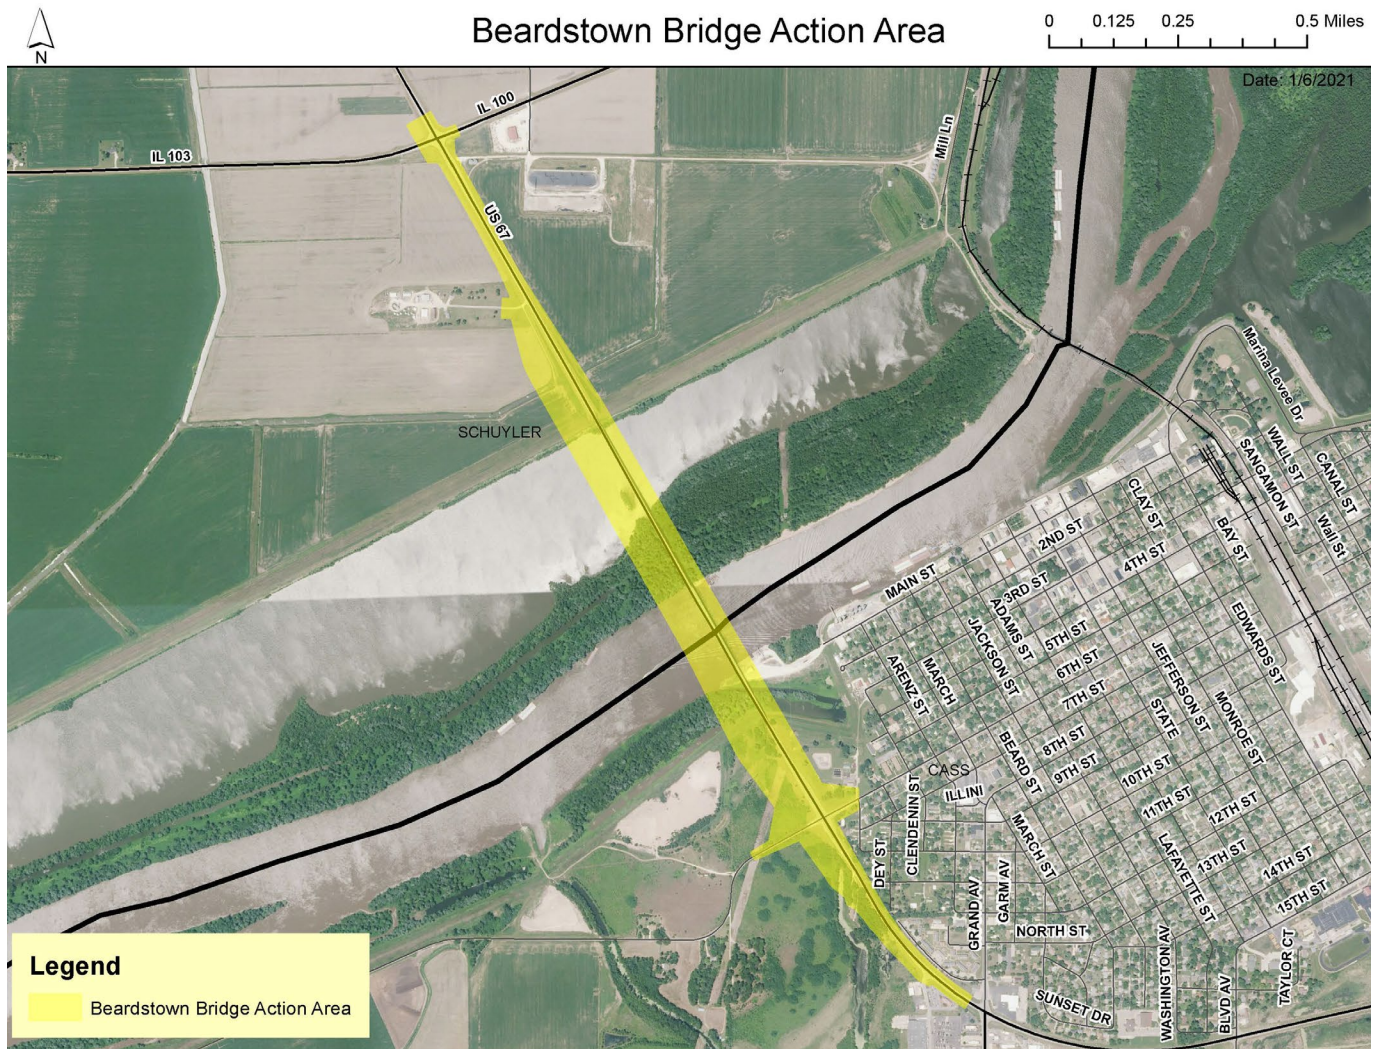 Beardstown Bridge Action Area
N
0 0.125 0.25 0.5 Miles
Date: 1/6/2021
IL 100
IL 103
Mill Ln
US 67
Marina Levee Dr
SCHUYLER
WALL ST
CANAL ST
SANGAMON ST
Wall St
CLAY ST
BAY ST
2ND ST
4TH ST
MAIN ST
3RD ST
ADAMS ST
5TH ST
JACKSON ST
6TH ST
EDWARDS ST
ARENZ ST
MARCH
7TH ST
JEFFERSON ST
STATE
MONROE ST
8TH ST
BEARD ST
9TH ST
10TH ST
CASS
ILLINI
11TH ST
12TH ST
CLENDENIN ST
DEY ST
MARCH ST
13TH ST
14TH ST
LAFAYETTE ST
15TH ST
GRAND AV
GARM AV
NORTH ST
WASHINGTON AV
BLVD AV
TAYLOR CT
SUNSET DR
Legend
Beardstown Bridge Action Area